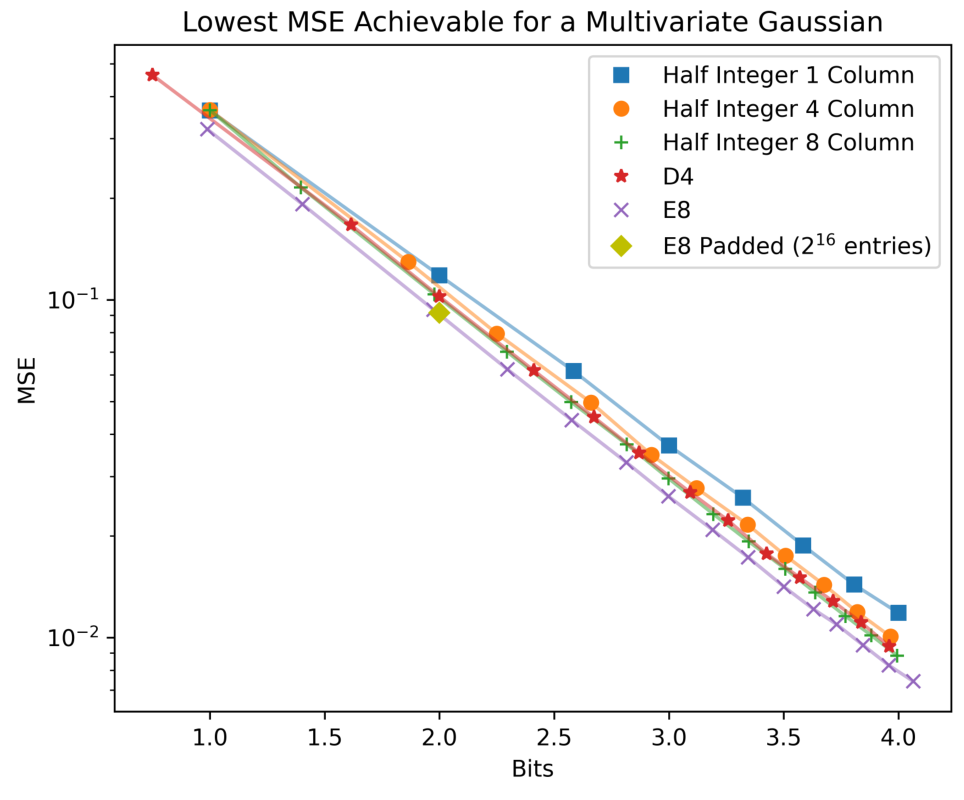 Lowest MSE Achievable for a Multivariate Gaussian
Half Integer 1 Column
Half Integer 4 Column
Half Integer 8 Column
D4
E8
E8 Padded (2¹⁶ entries)
MSE
10⁻¹
10⁻²
1.0 1.5 2.0 2.5 3.0 3.5 4.0
Bits